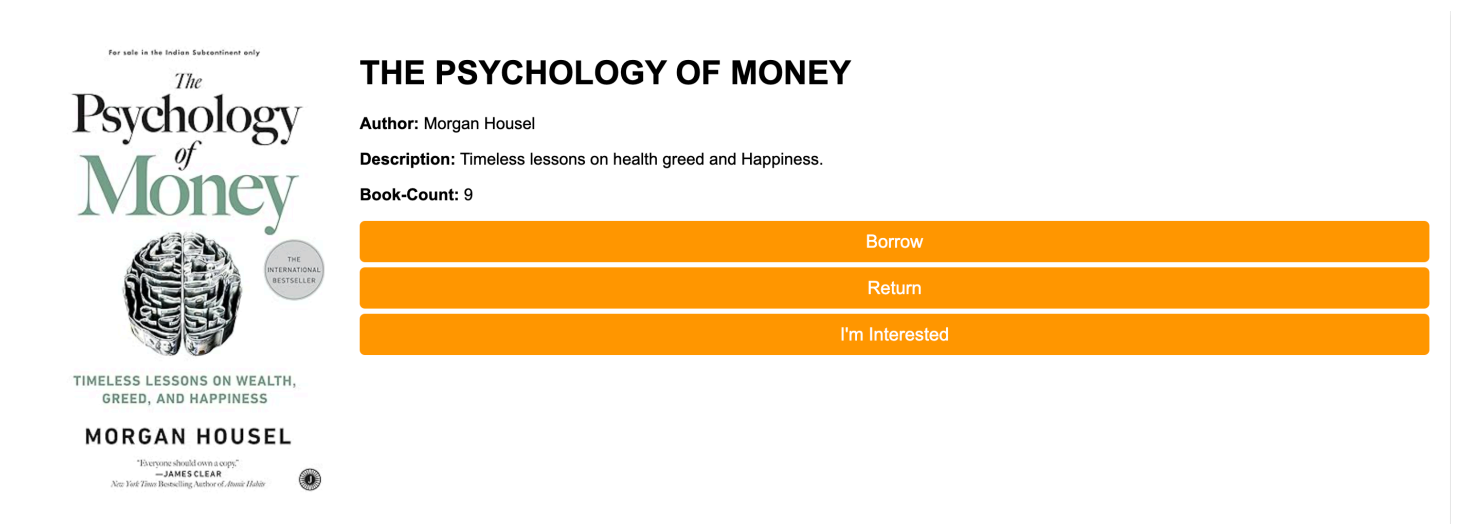 For sale in the Indian Subcontinent only
The
Psychology
of
Money
THE
INTERNATIONAL
BESTSELLER
TIMELESS LESSONS ON WEALTH,
GREED, AND HAPPINESS
MORGAN HOUSEL
"Everyone should own a copy."
—JAMES CLEAR
New York Times Bestselling Author of Atomic Habits
J
THE PSYCHOLOGY OF MONEY
Author: Morgan Housel
Description: Timeless lessons on health greed and Happiness.
Book-Count: 9
Borrow
Return
I'm Interested